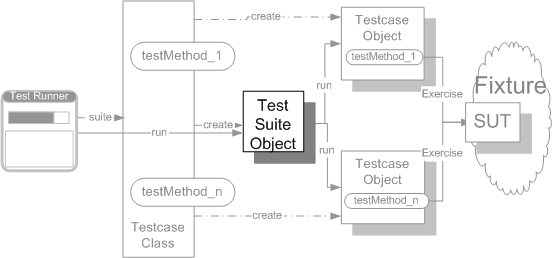 create
Testcase
Object
testMethod_1
testMethod_1
Test Runner
run
Exercise
Fixture
suite
create
Test
Suite
Object
SUT
run
run
Exercise
Testcase
Object
testMethod_n
testMethod_n
create
Testcase
Class